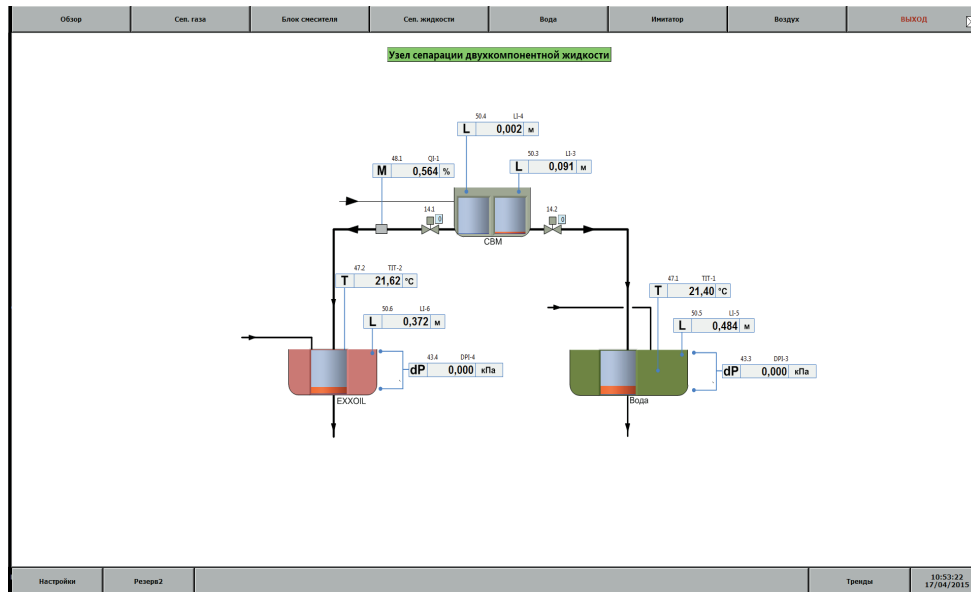 Обзор
Сеп. газа
Блок смесителя
Сеп. жидкости
Вода
Имитатор
Воздух
ВЫХОД
Узел сепарации двухкомпонентной жидкости
50.4 LI-4
L 0,002 м
48.1 QI-1
M 0,564 %
50.3 LI-3
L 0,091 м
14.1
0
14.2
0
СВМ
47.2 TIT-2
T 21,62 °C
47.1 TIT-1
T 21,40 °C
50.6 LI-6
L 0,372 м
50.5 LI-5
L 0,484 м
43.4 DPI-4
dP 0,000 кПа
43.3 DPI-3
dP 0,000 кПа
EXXOIL
Вода
Настройки
Резерв2
Тренды
10:53:22
17/04/2015